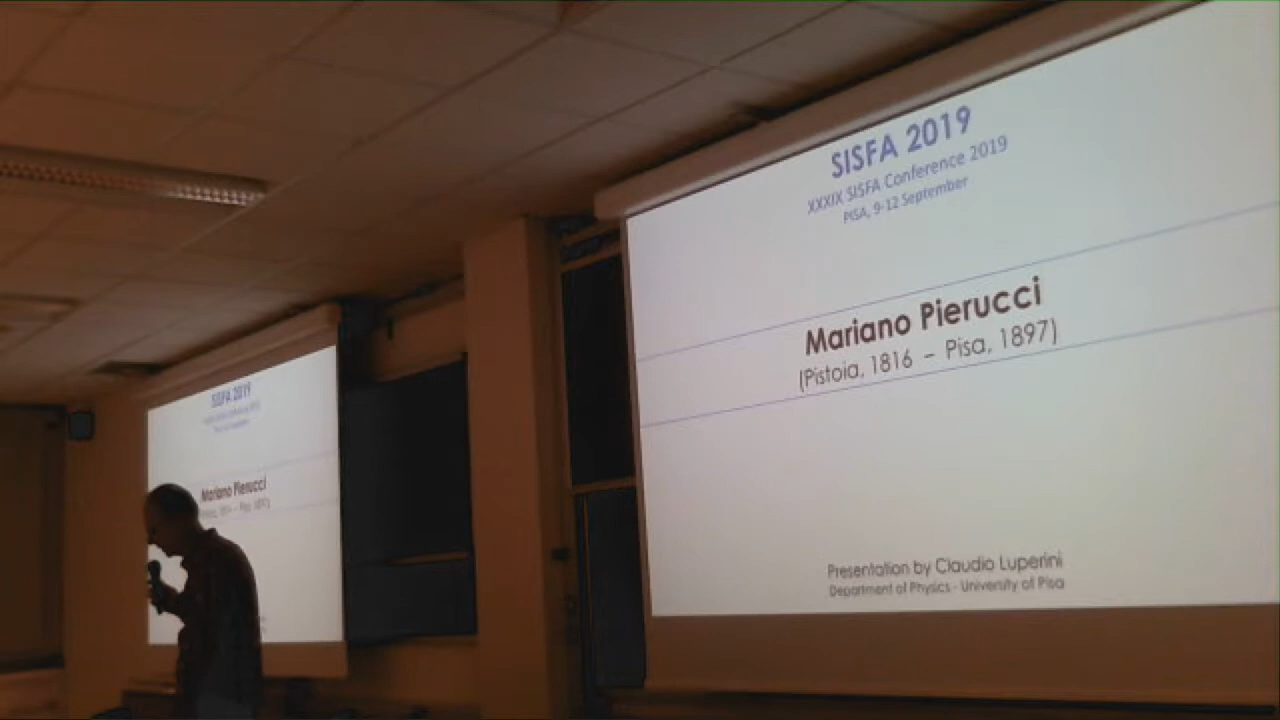 SISFA 2019
XXXIX SISFA Conference 2019
PISA, 9-12 September
Mariano Pierucci
(Pistoia, 1816 – Pisa, 1897)
Presentation by Claudio Luperini
Department of Physics - University of Pisa
SISFA 2019
Mariano Pierucci